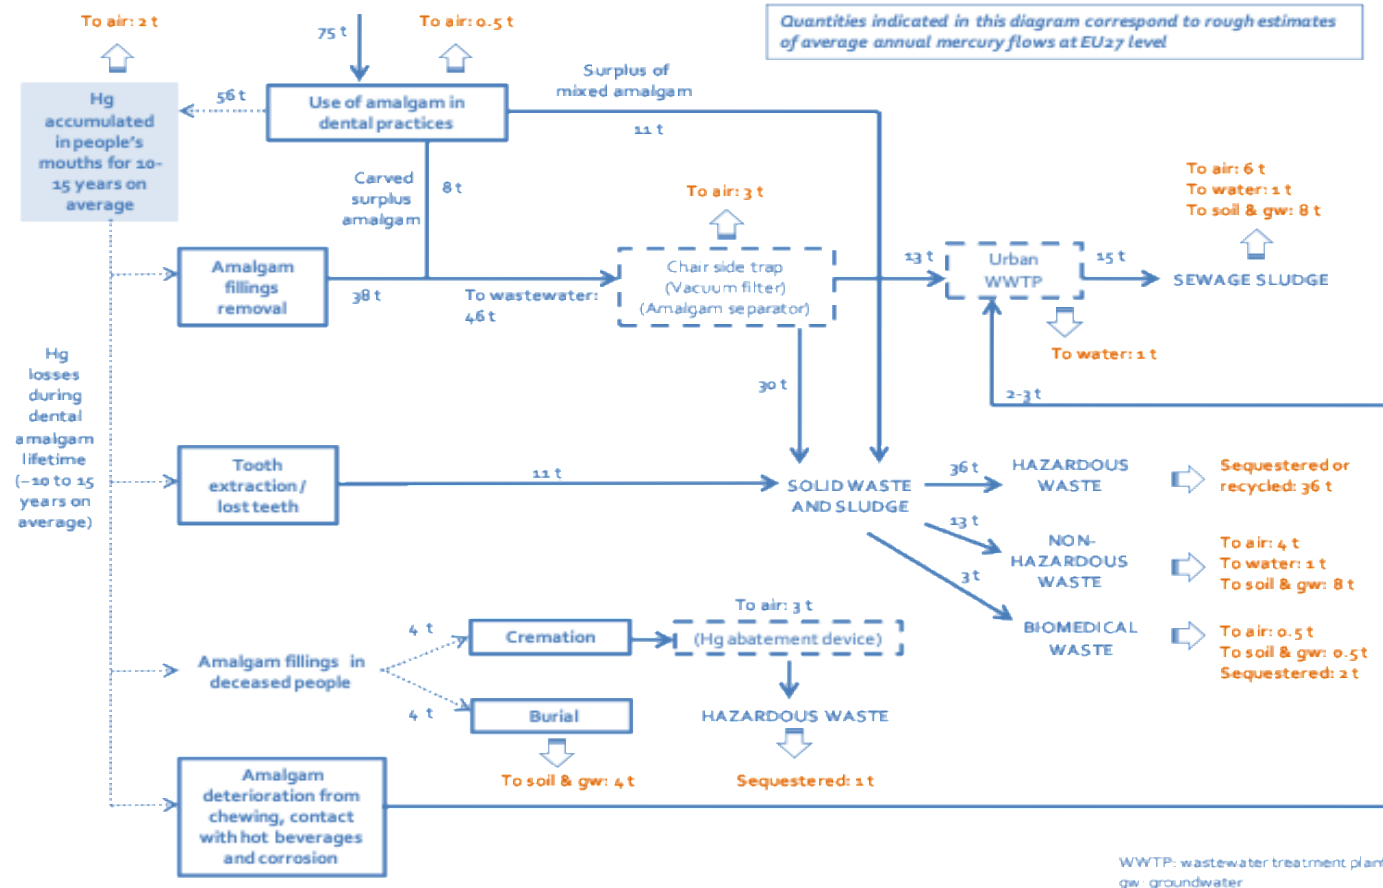 To air: 2 t
75 t
To air: 0.5 t
Quantities indicated in this diagram correspond to rough estimates
of average annual mercury flows at EU27 level
Hg
accumulated
in people's
mouths for 10-
15 years on
average
56 t
Use of amalgam in
dental practices
Surplus of
mixed amalgam
11 t
Carved
surplus
amalgam
8 t
To air: 3 t
To air: 6 t
To water: 1 t
To soil & gw: 8 t
Amalgam
fillings
removal
38 t
To wastewater:
46 t
Chair side trap
(Vacuum filter)
(Amalgam separator)
13 t
Urban
WWTP
15 t
SEWAGE SLUDGE
To water: 1 t
2-3 t
30 t
Hg
losses
during
dental
amalgam
lifetime
(~10 to 15
years on
average)
Tooth
extraction /
lost teeth
11 t
SOLID WASTE
AND SLUDGE
36 t
HAZARDOUS
WASTE
Sequestered or
recycled: 36 t
13 t
NON-
HAZARDOUS
WASTE
To air: 4 t
To water: 1 t
To soil & gw: 8 t
3 t
BIOMEDICAL
WASTE
To air: 0.5 t
To soil & gw: 0.5 t
Sequestered: 2 t
Amalgam fillings in
deceased people
4 t
Cremation
To air: 3 t
(Hg abatement device)
4 t
Burial
HAZARDOUS WASTE
To soil & gw: 4 t
Sequestered: 1 t
Amalgam
deterioration from
chewing, contact
with hot beverages
and corrosion
WWTP: wastewater treatment plant
gw: groundwater